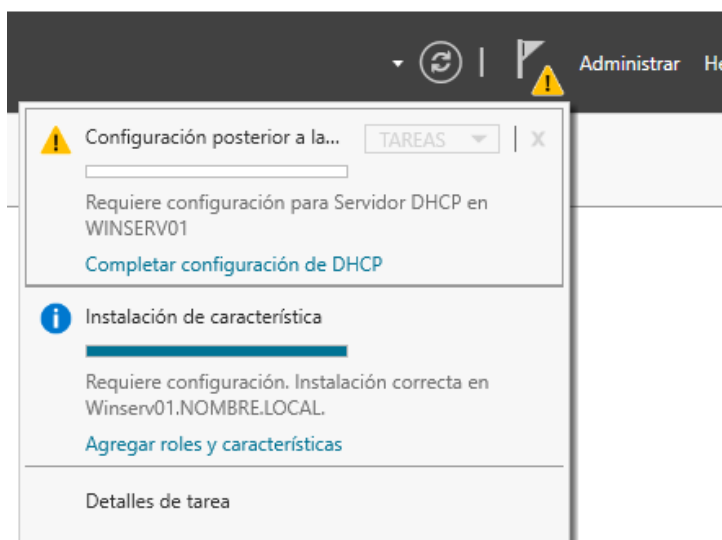 Administrar
Configuración posterior a la... TAREAS X
Requiere configuración para Servidor DHCP en
WINSERV01
Completar configuración de DHCP
Instalación de característica
Requiere configuración. Instalación correcta en
Winserv01.NOMBRE.LOCAL.
Agregar roles y características
Detalles de tarea